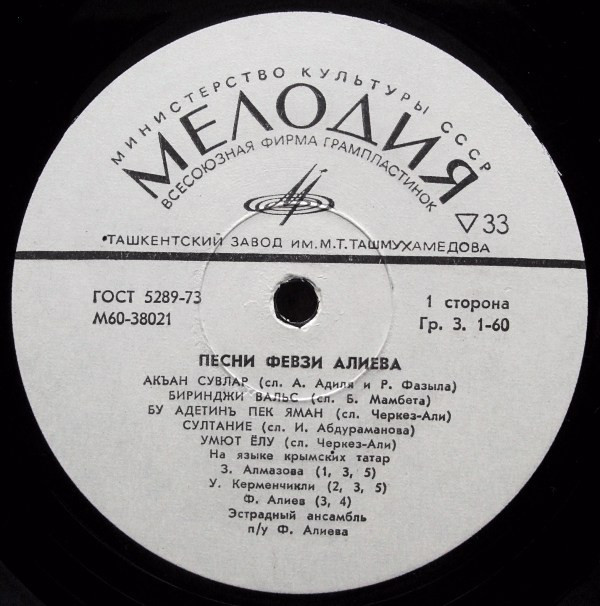 МИНИСТЕРСТВО КУЛЬТУРЫ СССР
МЕЛОДИЯ
ВСЕСОЮЗНАЯ ФИРМА ГРАМПЛАСТИНОК
▽33
ТАШКЕНТСКИЙ ЗАВОД ИМ. М.Т. ТАШМУХАМЕДОВА
ГОСТ 5289-73
М60-38021
1 сторона
Гр. 3. 1-60
ПЕСНИ ФЕВЗИ АЛИЕВА
АКЪАН СУВЛАР (сл. А. Адиля и Р. Фазыла)
БИРИНДЖИ ВАЛЬС (сл. Б. Мамбета)
БУ АДЕТИНЪ ПЕК ЯМАН (сл. Черкез-Али)
СУЛТАНИЕ (сл. И. Абдураманова)
УМЮТ ЁЛУ (сл. Черкез-Али)
На языке крымских татар
З. Алмазова (1, 3, 5)
У. Керменчикли (2, 3, 5)
Ф. Алиев (3, 4)
Эстрадный ансамбль
п/у Ф. Алиева